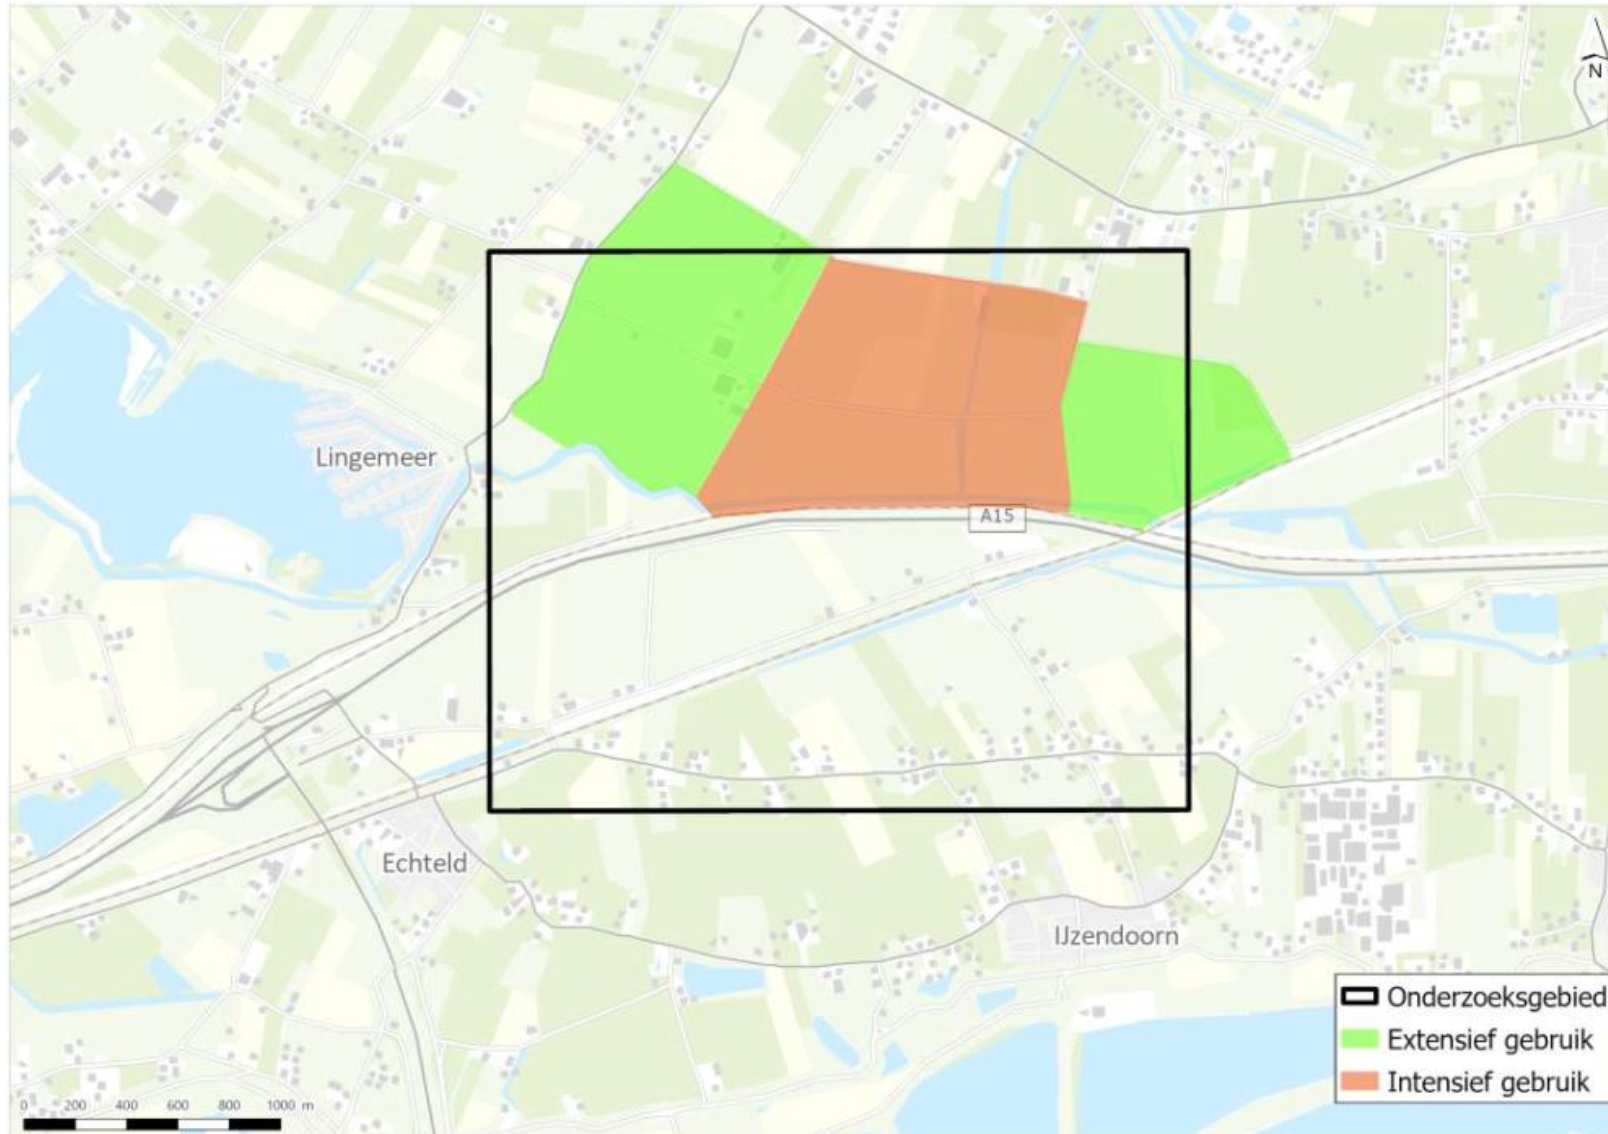 N
Lingemeer
A15
Echteld
IJzendoorn
Onderzoeksgebied
Extensief gebruik
Intensief gebruik
0 200 400 600 800 1000 m